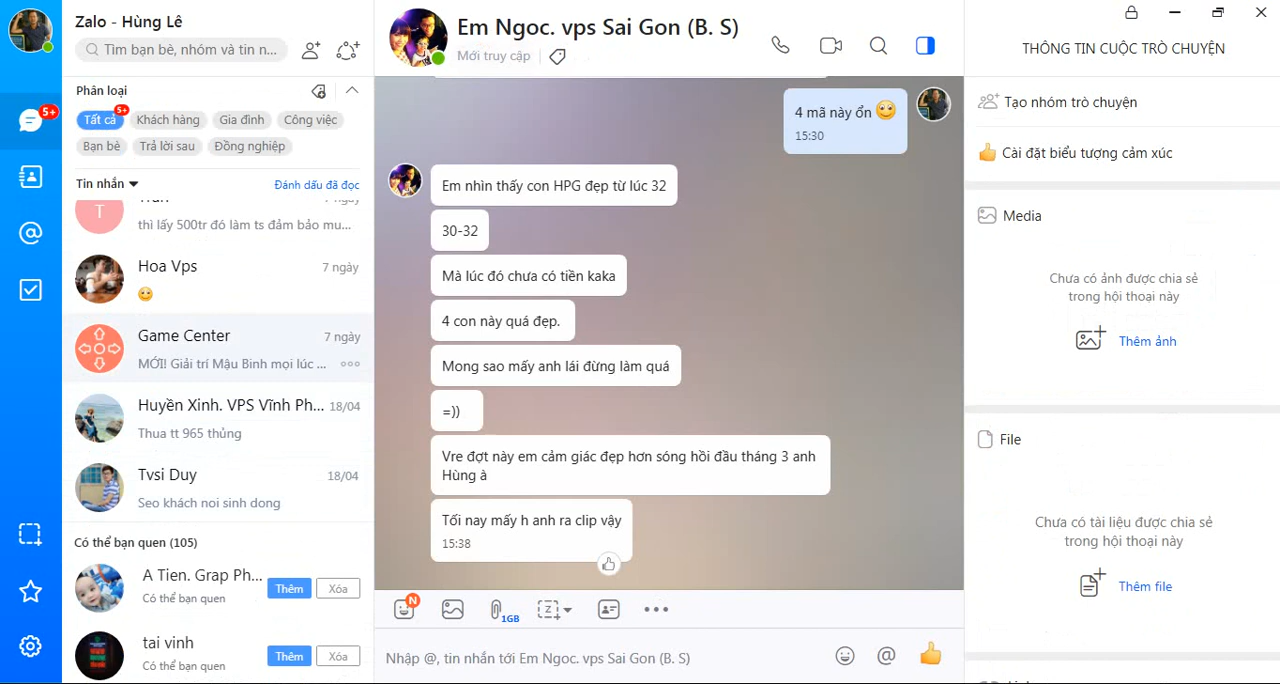 Zalo - Hùng Lê
Tìm bạn bè, nhóm và tin n...
Phân loại
Tất cả
5+
Khách hàng
Gia đình
Công việc
Bạn bè
Trả lời sau
Đồng nghiệp
5+
Tin nhắn
Đánh dấu đã đọc
T
7 ngày
thì lấy 500tr đó làm ts đảm bảo mu...
Hoa Vps
7 ngày
Game Center
7 ngày
MỚI! Giải trí Mậu Binh mọi lúc ...
Huyền Xinh. VPS Vĩnh Ph...
18/04
Thua tt 965 thủng
Tvsi Duy
18/04
Seo khách noi sinh dong
Có thể bạn quen (105)
A Tien. Grap Ph...
Có thể bạn quen
Thêm
Xóa
tai vinh
Có thể bạn quen
Thêm
Xóa
Em Ngoc. vps Sai Gon (B. S)
Mới truy cập
4 mã này ổn
15:30
Em nhìn thấy con HPG đẹp từ lúc 32
30-32
Mà lúc đó chưa có tiền kaka
4 con này quá đẹp.
Mong sao mấy anh lái đừng làm quá
=))
Vre đợt này em cảm giác đẹp hơn sóng hồi đầu tháng 3 anh
Hùng à
Tối nay mấy h anh ra clip vậy
15:38
N
1GB
Z
Nhập @, tin nhắn tới Em Ngoc. vps Sai Gon (B. S)
THÔNG TIN CUỘC TRÒ CHUYỆN
Tạo nhóm trò chuyện
Cài đặt biểu tượng cảm xúc
Media
Chưa có ảnh được chia sẻ
trong hội thoại này
Thêm ảnh
File
Chưa có tài liệu được chia sẻ
trong hội thoại này
Thêm file